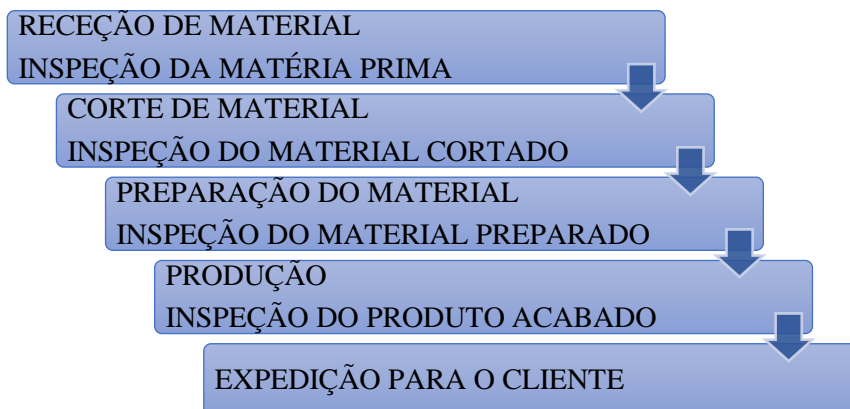 RECEÇÃO DE MATERIAL
INSPEÇÃO DA MATÉRIA PRIMA
CORTE DE MATERIAL
INSPEÇÃO DO MATERIAL CORTADO
PREPARAÇÃO DO MATERIAL
INSPEÇÃO DO MATERIAL PREPARADO
PRODUÇÃO
INSPEÇÃO DO PRODUTO ACABADO
EXPEDIÇÃO PARA O CLIENTE